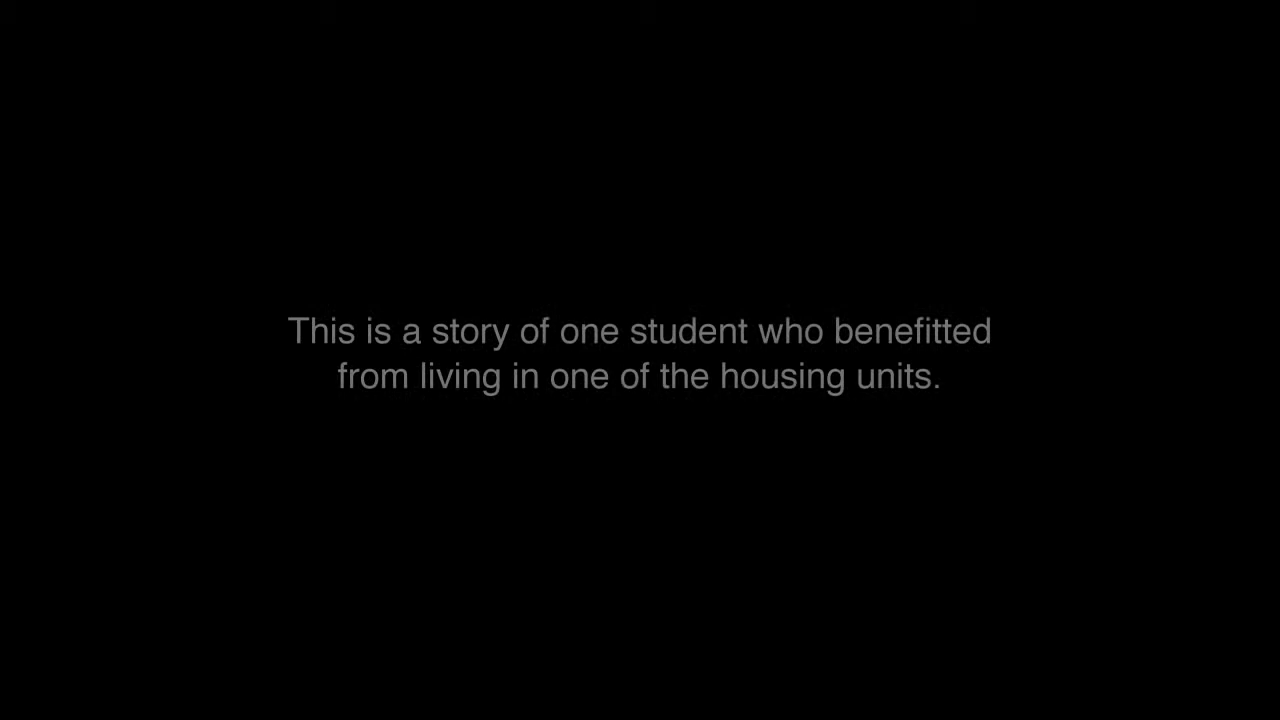 This is a story of one student who benefitted
from living in one of the housing units.